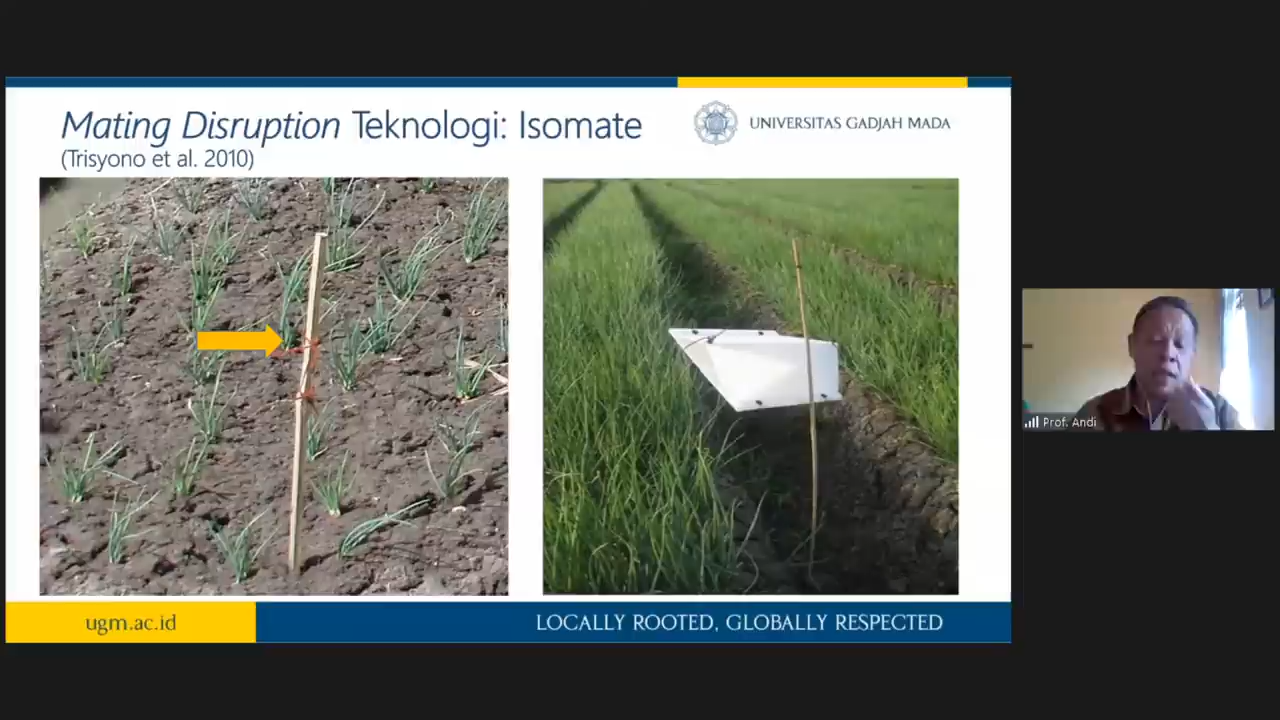 Mating Disruption Teknologi: Isomate
(Trisyono et al. 2010)
UNIVERSITAS GADJAH MADA
Prof. Andi
ugm.ac.id
LOCALLY ROOTED, GLOBALLY RESPECTED